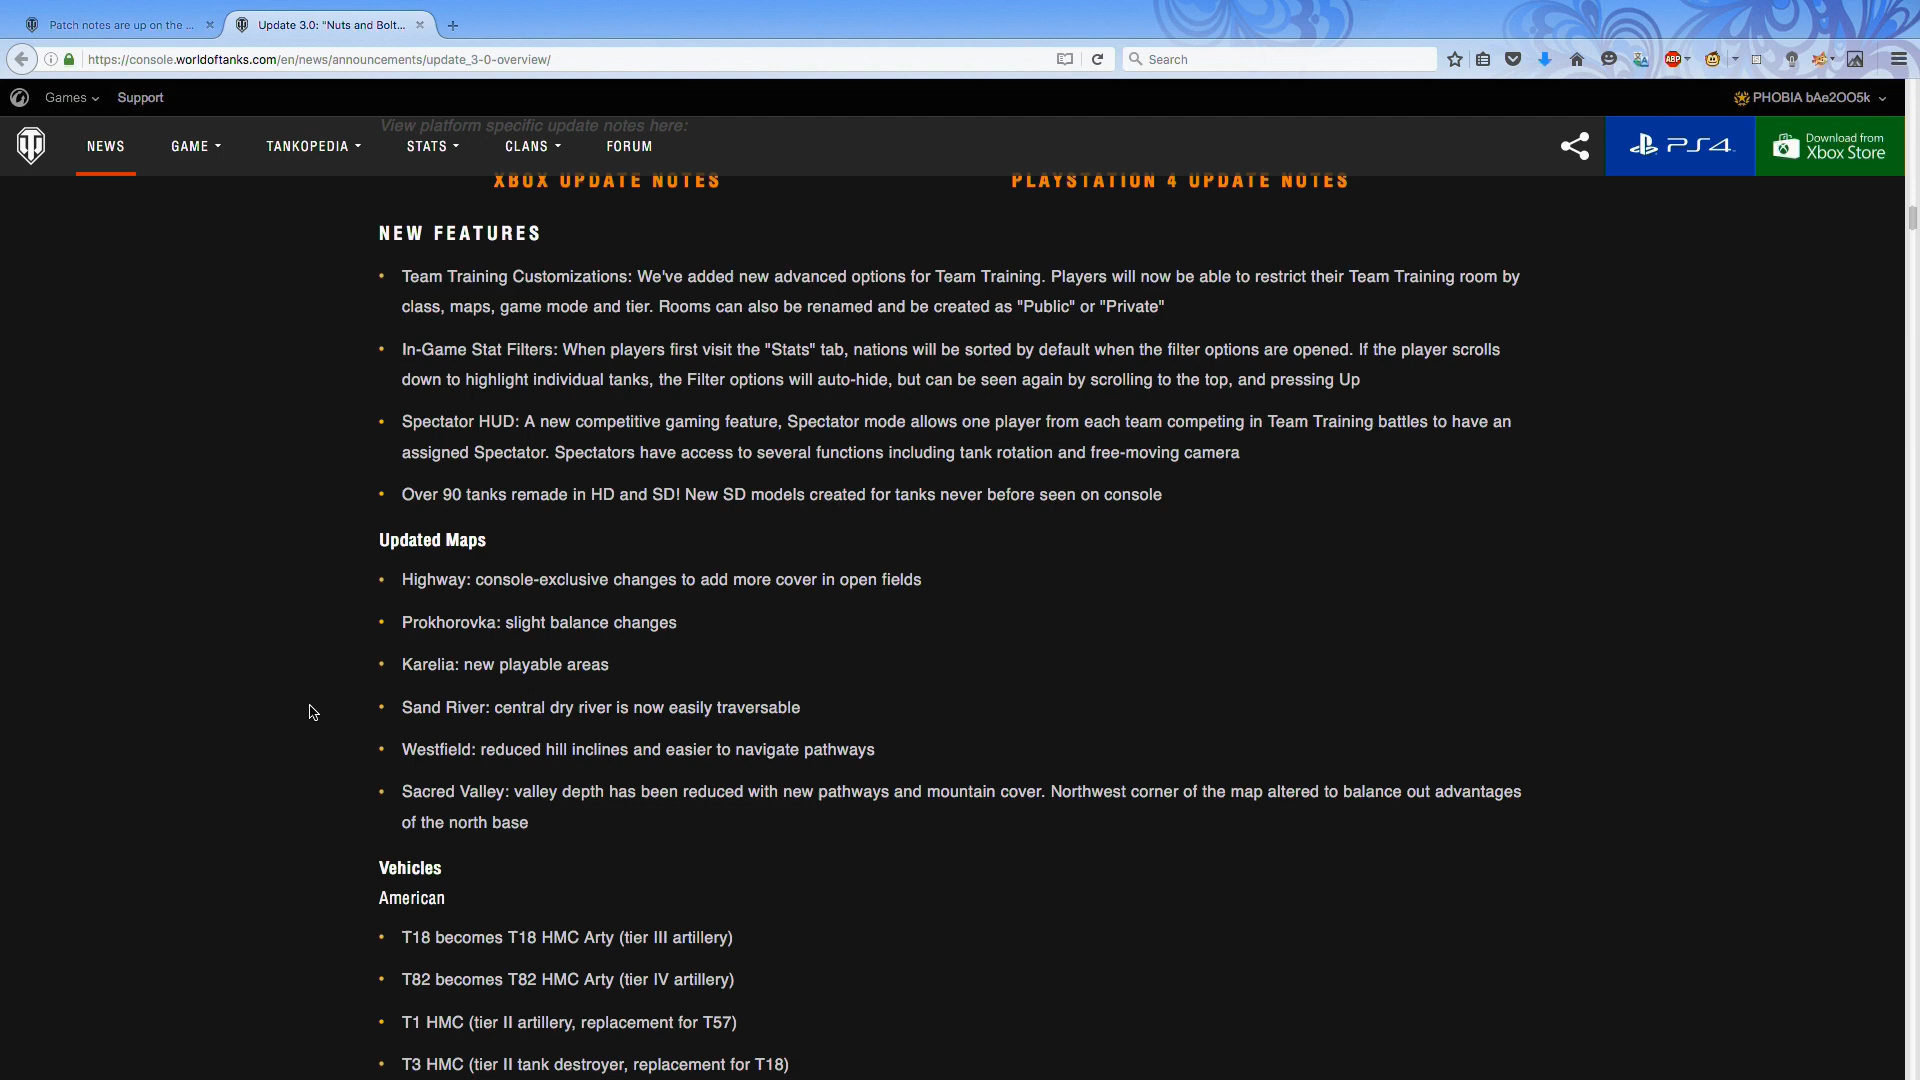 Patch notes are up on the ...
Update 3.0: "Nuts and Bolt...
https://console.worldoftanks.com/en/news/announcements/update_3-0-overview/
Search
ABP
Games
Support
PHOBIA bAe2OO5k
View platform specific update notes here:
NEWS
GAME
TANKOPEDIA
STATS
CLANS
FORUM
PS4
Download from
Xbox Store
XBOX UPDATE NOTES
PLAYSTATION 4 UPDATE NOTES
NEW FEATURES
• Team Training Customizations: We've added new advanced options for Team Training. Players will now be able to restrict their Team Training room by
class, maps, game mode and tier. Rooms can also be renamed and be created as "Public" or "Private"
• In-Game Stat Filters: When players first visit the "Stats" tab, nations will be sorted by default when the filter options are opened. If the player scrolls
down to highlight individual tanks, the Filter options will auto-hide, but can be seen again by scrolling to the top, and pressing Up
• Spectator HUD: A new competitive gaming feature, Spectator mode allows one player from each team competing in Team Training battles to have an
assigned Spectator. Spectators have access to several functions including tank rotation and free-moving camera
• Over 90 tanks remade in HD and SD! New SD models created for tanks never before seen on console
Updated Maps
• Highway: console-exclusive changes to add more cover in open fields
• Prokhorovka: slight balance changes
• Karelia: new playable areas
• Sand River: central dry river is now easily traversable
• Westfield: reduced hill inclines and easier to navigate pathways
• Sacred Valley: valley depth has been reduced with new pathways and mountain cover. Northwest corner of the map altered to balance out advantages
of the north base
Vehicles
American
• T18 becomes T18 HMC Arty (tier III artillery)
• T82 becomes T82 HMC Arty (tier IV artillery)
• T1 HMC (tier II artillery, replacement for T57)
• T3 HMC (tier II tank destroyer, replacement for T18)